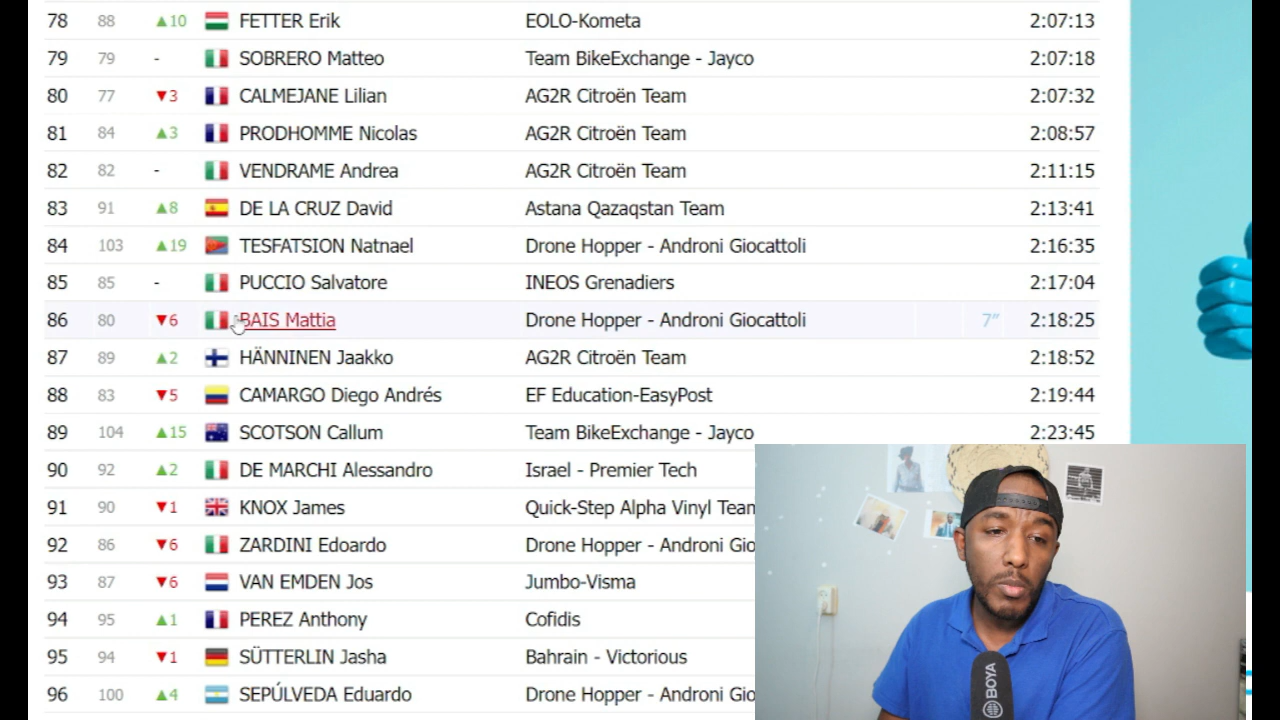 78 88 ▲10 FETTER Erik EOLO-Kometa 2:07:13
79 79 - SOBRERO Matteo Team BikeExchange - Jayco 2:07:18
80 77 ▼3 CALMEJANE Lilian AG2R Citroën Team 2:07:32
81 84 ▲3 PRODHOMME Nicolas AG2R Citroën Team 2:08:57
82 82 - VENDRAME Andrea AG2R Citroën Team 2:11:15
83 91 ▲8 DE LA CRUZ David Astana Qazaqstan Team 2:13:41
84 103 ▲19 TESFATSION Natnael Drone Hopper - Androni Giocattoli 2:16:35
85 85 - PUCCIO Salvatore INEOS Grenadiers 2:17:04
86 80 ▼6 BAIS Mattia Drone Hopper - Androni Giocattoli 7″ 2:18:25
87 89 ▲2 HÄNNINEN Jaakko AG2R Citroën Team 2:18:52
88 83 ▼5 CAMARGO Diego Andrés EF Education-EasyPost 2:19:44
89 104 ▲15 SCOTSON Callum Team BikeExchange - Jayco 2:23:45
90 92 ▲2 DE MARCHI Alessandro Israel - Premier Tech
91 90 ▼1 KNOX James Quick-Step Alpha Vinyl Team
92 86 ▼6 ZARDINI Edoardo Drone Hopper - Androni Gio
93 87 ▼6 VAN EMDEN Jos Jumbo-Visma
94 95 ▲1 PEREZ Anthony Cofidis
95 94 ▼1 SÜTTERLIN Jasha Bahrain - Victorious
96 100 ▲4 SEPÚLVEDA Eduardo Drone Hopper - Androni Gio
BOYA